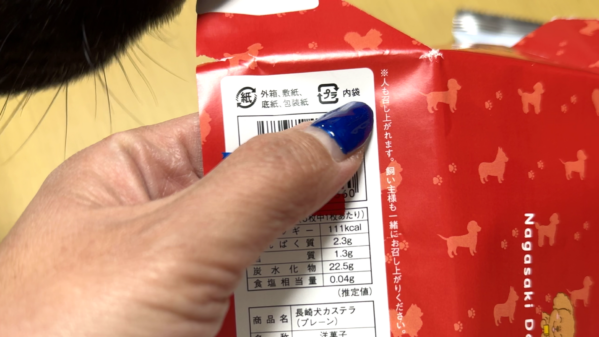 紙 外箱、敷紙、
底紙、包装紙
プラ 内袋
※人も召し上がれます。飼い主様も一緒にお召し上がりください。
111kcal
質 2.3g
質 1.3g
炭水化物 22.5g
食塩相当量 0.04g
(推定値)
商品名 長崎犬カステラ
(プレーン)
名称 洋菓子
Nagasaki